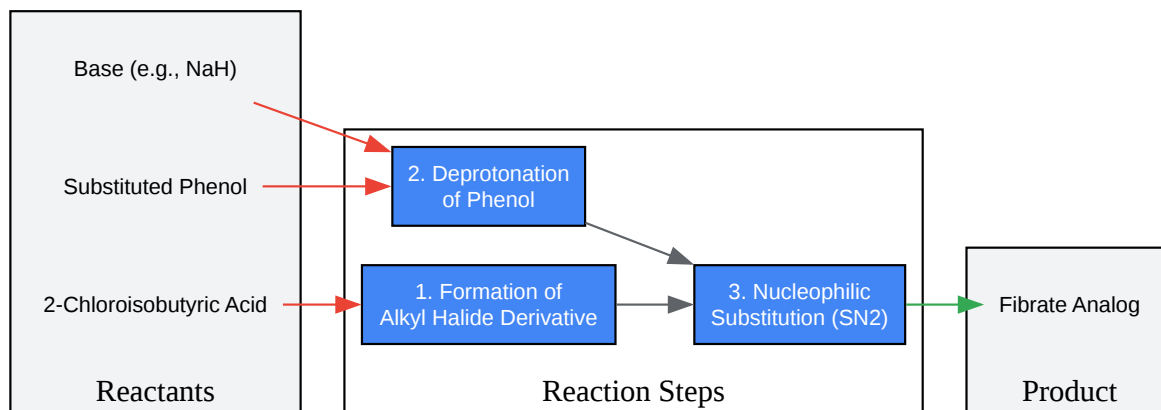 Base (e.g., NaH)
Substituted Phenol
2-Chloroisobutyric Acid
Reactants
2. Deprotonation
of Phenol
1. Formation of
Alkyl Halide Derivative
3. Nucleophilic
Substitution (SN2)
Reaction Steps
Fibrate Analog
Product